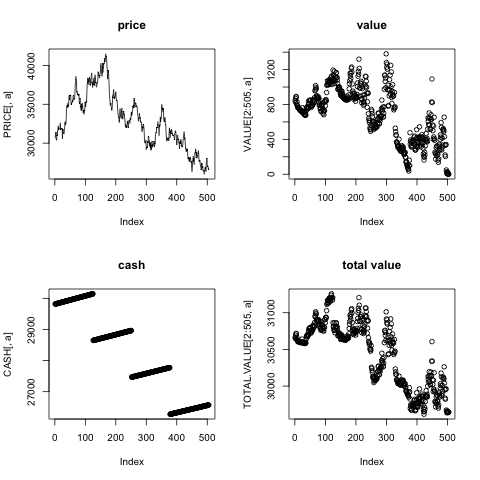 price
PRICE[, a]
40000
35000
30000
0 100 200 300 400 500
Index
value
VALUE[2:505, a]
1200
800
400
0
0 100 200 300 400 500
Index
cash
CASH[, a]
29000
27000
0 100 200 300 400 500
Index
total value
TOTAL.VALUE[2:505, a]
31000
30500
30000
0 100 200 300 400 500
Index